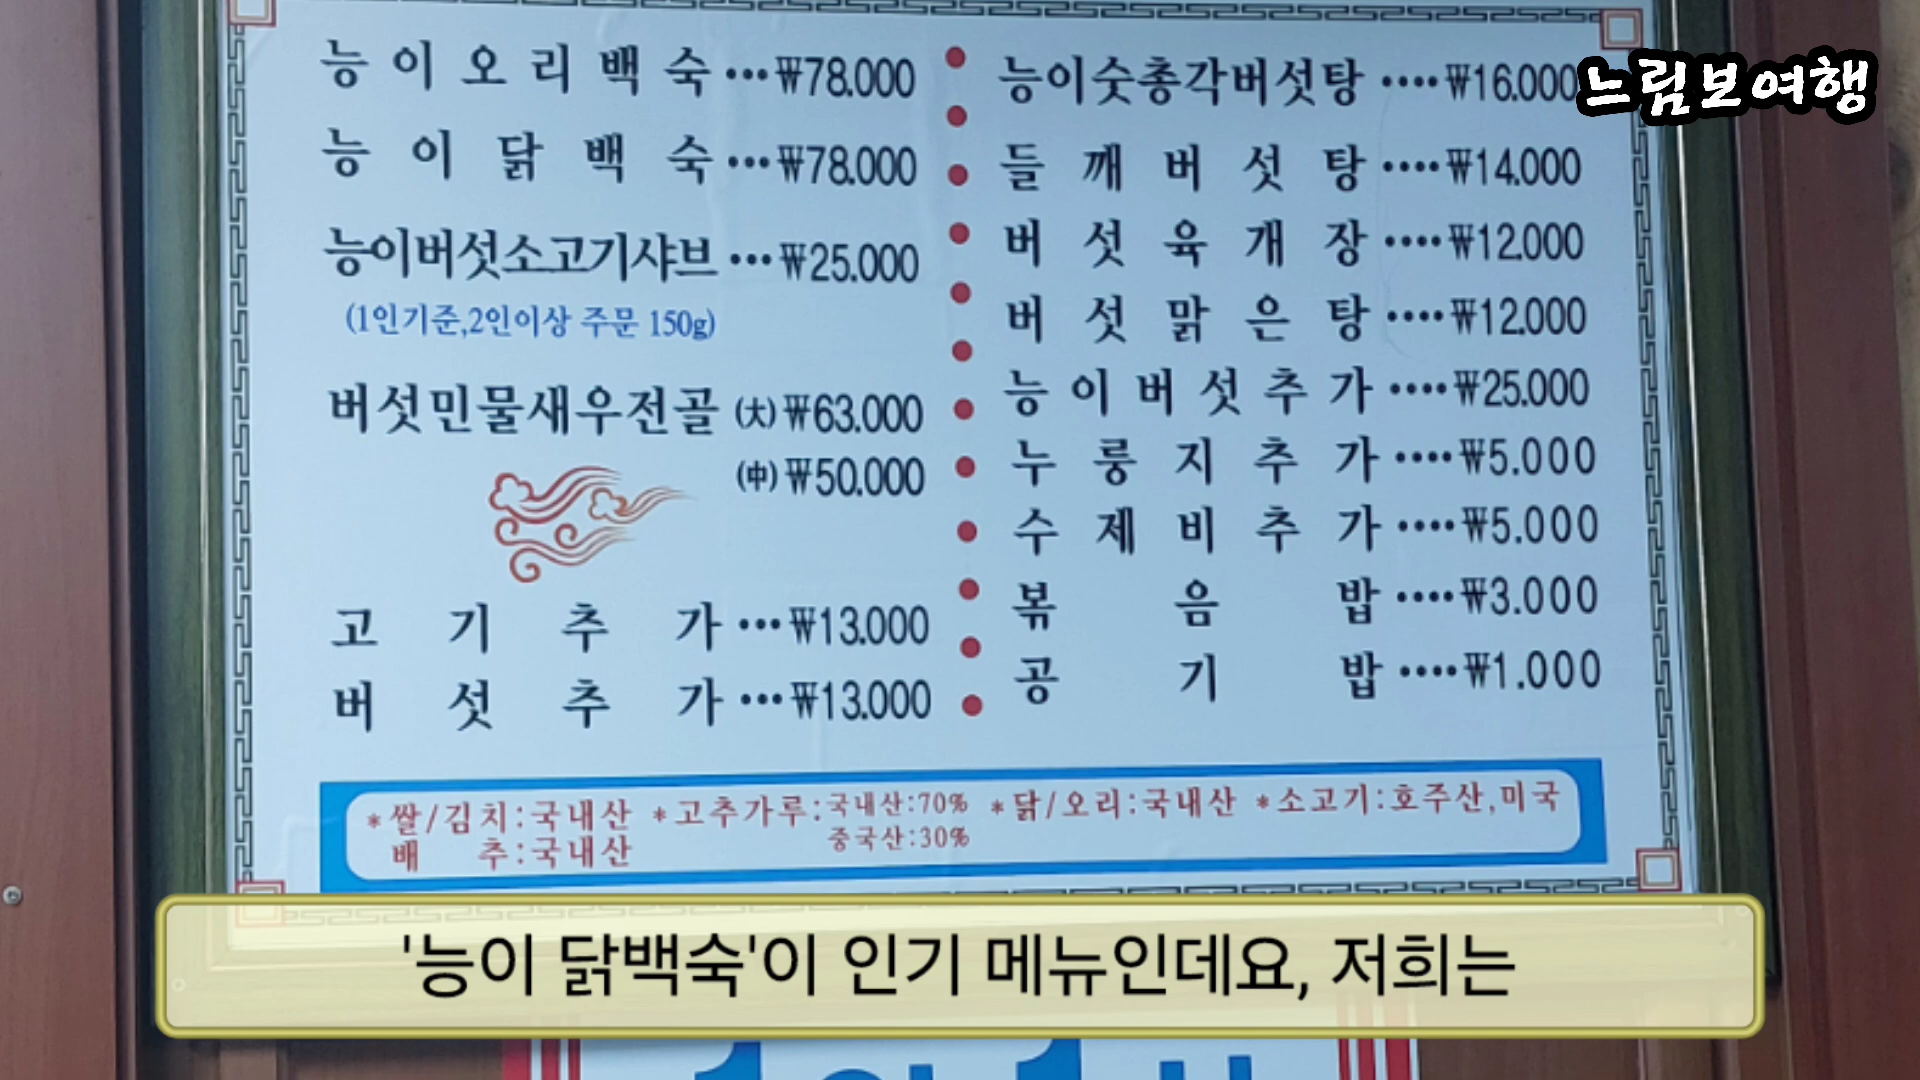 능이오리백숙···₩78.000
능이닭백숙···₩78.000
능이버섯소고기샤브···₩25.000
(1인기준,2인이상 주문 150g)
버섯민물새우전골 (大)₩63.000
(中)₩50.000
고기추가···₩13.000
버섯추가···₩13.000
능이숫총각버섯탕····₩16.000
들깨버섯탕····₩14.000
버섯육개장····₩12.000
버섯맑은탕····₩12.000
능이버섯추가····₩25.000
누룽지추가····₩5.000
수제비추가····₩5.000
볶음밥····₩3.000
공기밥····₩1.000
느림보여행
*쌀/김치:국내산 *고추가루:국내산:70% *닭/오리:국내산 *소고기:호주산,미국
배추:국내산 중국산:30%
'능이 닭백숙'이 인기 메뉴인데요, 저희는